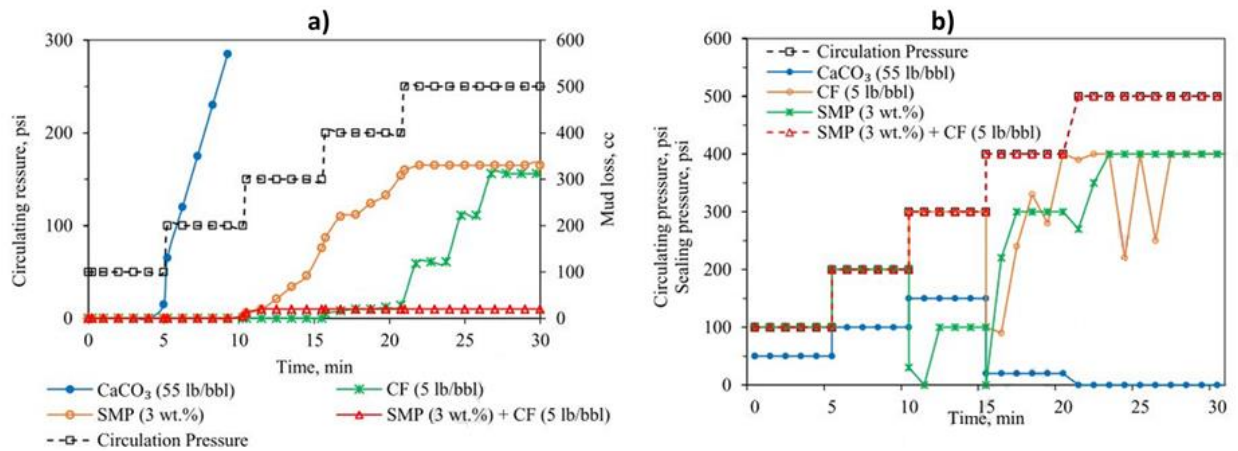 a)
300
250
200
150
100
50
0
Circulating ressure, psi
600
500
400
300
200
100
0
Mud loss, cc
0 5 10 15 20 25 30
Time, min
CaCO₃ (55 lb/bbl)
CF (5 lb/bbl)
SMP (3 wt.%)
SMP (3 wt.%) + CF (5 lb/bbl)
Circulation Pressure
b)
600
500
400
300
200
100
0
Circulating pressure, psi
Sealing pressure, psi
Circulation Pressure
CaCO₃ (55 lb/bbl)
CF (5 lb/bbl)
SMP (3 wt.%)
SMP (3 wt.%) + CF (5 lb/bbl)
0 5 10 15 20 25 30
Time, min